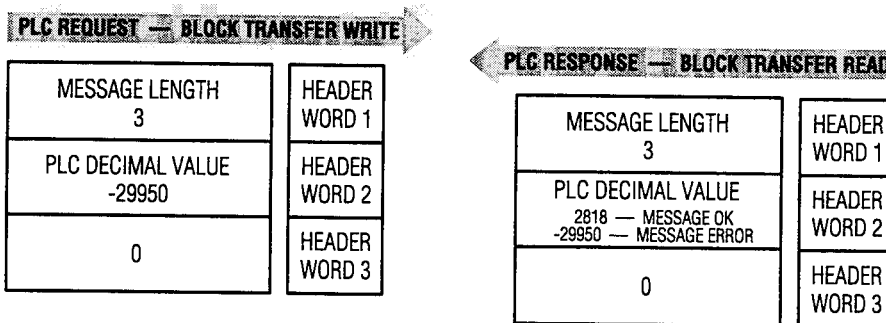 PLC REQUEST — BLOCK TRANSFER WRITE
MESSAGE LENGTH
3
HEADER
WORD 1
PLC DECIMAL VALUE
-29950
HEADER
WORD 2
0
HEADER
WORD 3
PLC RESPONSE — BLOCK TRANSFER READ
MESSAGE LENGTH
3
HEADER
WORD 1
PLC DECIMAL VALUE
2818 — MESSAGE OK
-29950 — MESSAGE ERROR
HEADER
WORD 2
0
HEADER
WORD 3